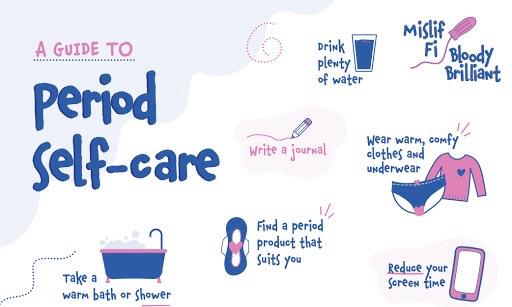 A GUIDE TO
Period
Self-care
Drink
plenty
of water
Mislif
Fi
Bloody
Brilliant
Write a journal
Wear warm, comfy
clothes and
underwear
Find a period
product that
suits you
Take a
warm bath or shower
Reduce your
screen time